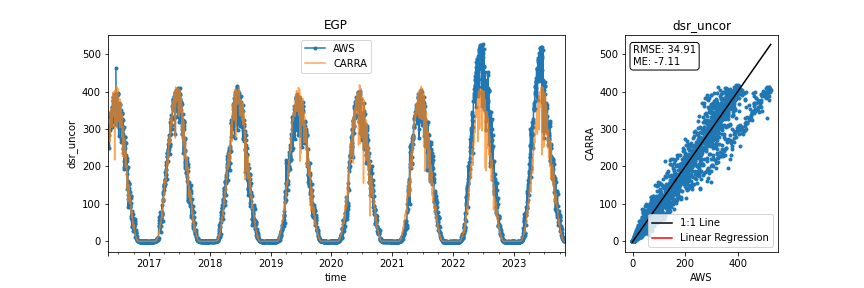 EGP
dsr_uncor
500
400
300
200
100
0
AWS
CARRA
2017
2018
2019
2020
2021
2022
2023
time
dsr_uncor
CARRA
500
400
300
200
100
0
RMSE: 34.91
ME: -7.11
1:1 Line
Linear Regression
0
200
400
AWS